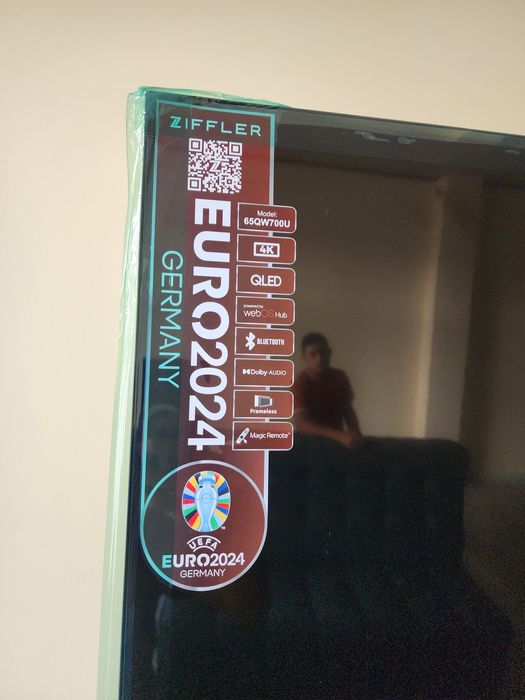 ZIFFLER
EURO2024
GERMANY
Model:
65QW700U
4K
QLED
powered by
webOS Hub
BLUETOOTH
Dolby AUDIO
Frameless
Magic Remote™
UEFA
EURO2024
GERMANY